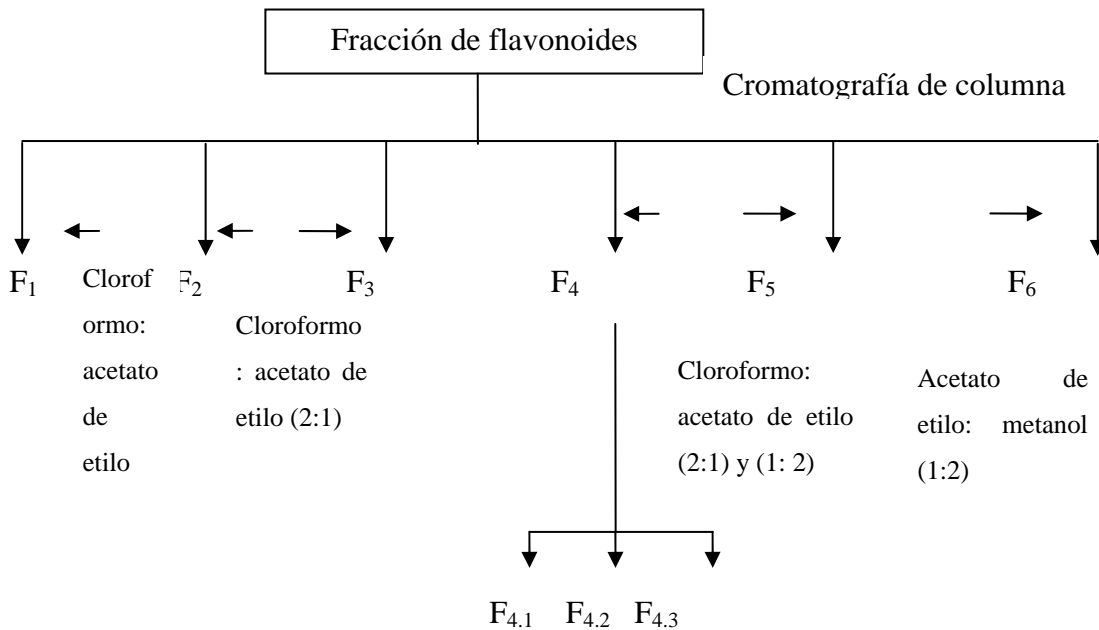 Fracción de flavonoides
Cromatografía de columna
F1
F2
F3
F4
F5
F6
Clorof
ormo:
acetato
de
etilo
Cloroformo
: acetato de
etilo (2:1)
Cloroformo:
acetato de etilo
(2:1) y (1: 2)
Acetato de
etilo: metanol
(1:2)
F4.1 F4.2 F4.3